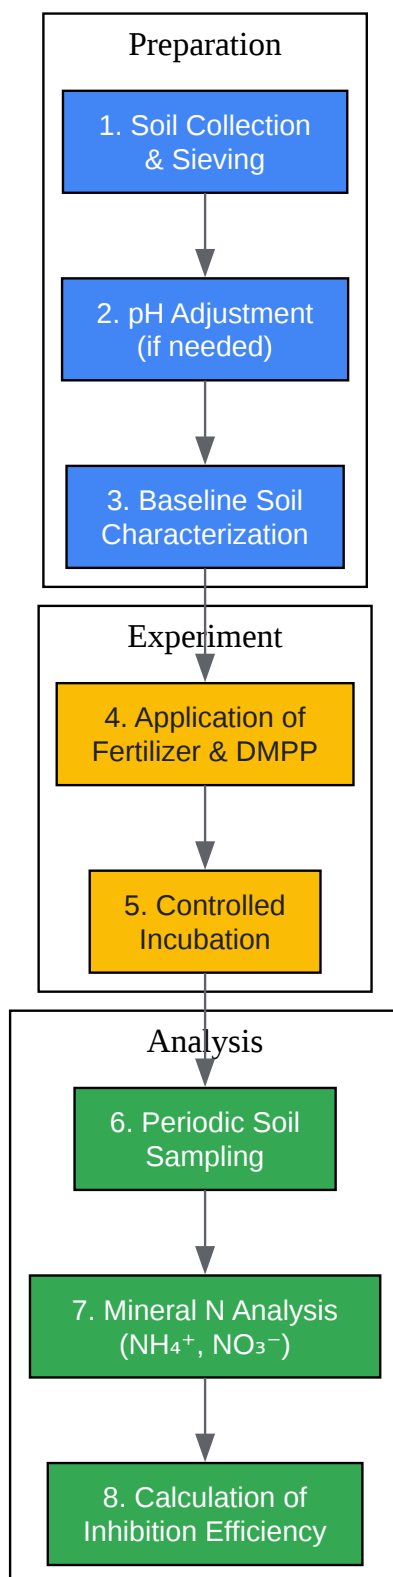 Preparation
1. Soil Collection
& Sieving
2. pH Adjustment
(if needed)
3. Baseline Soil
Characterization
Experiment
4. Application of
Fertilizer & DMPP
5. Controlled
Incubation
Analysis
6. Periodic Soil
Sampling
7. Mineral N Analysis
(NH₄⁺, NO₃⁻)
8. Calculation of
Inhibition Efficiency